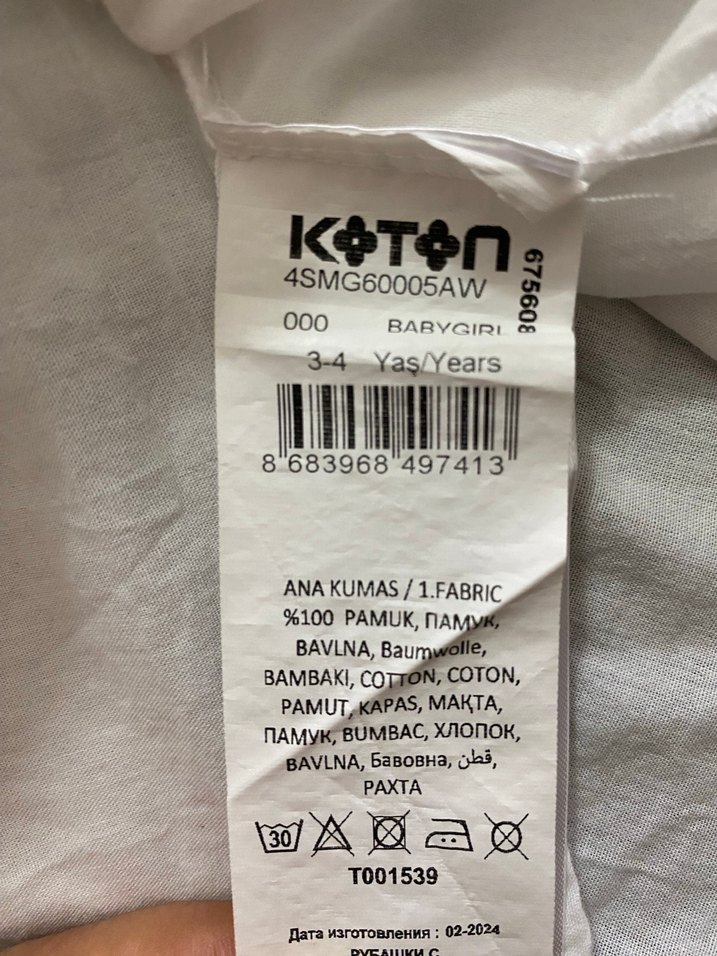 KOTON
4SMG60005AW
675608
000 BABYGIRL
3-4 Yaş/Years
8 683968 497413
ANA KUMAS / 1.FABRIC
%100 PAMUK, ПАМУК,
BAVLNA, Baumwolle,
BAMBAKI, COTTON, COTON,
PAMUT, KAPAS, МАҚТА,
ПАМУК, BUMBAC, ХЛОПОК,
BAVLNA, Бавовна, قطن,
PAXTA
30
T001539
Дата изготовления : 02-2024
РУБАШКИ С